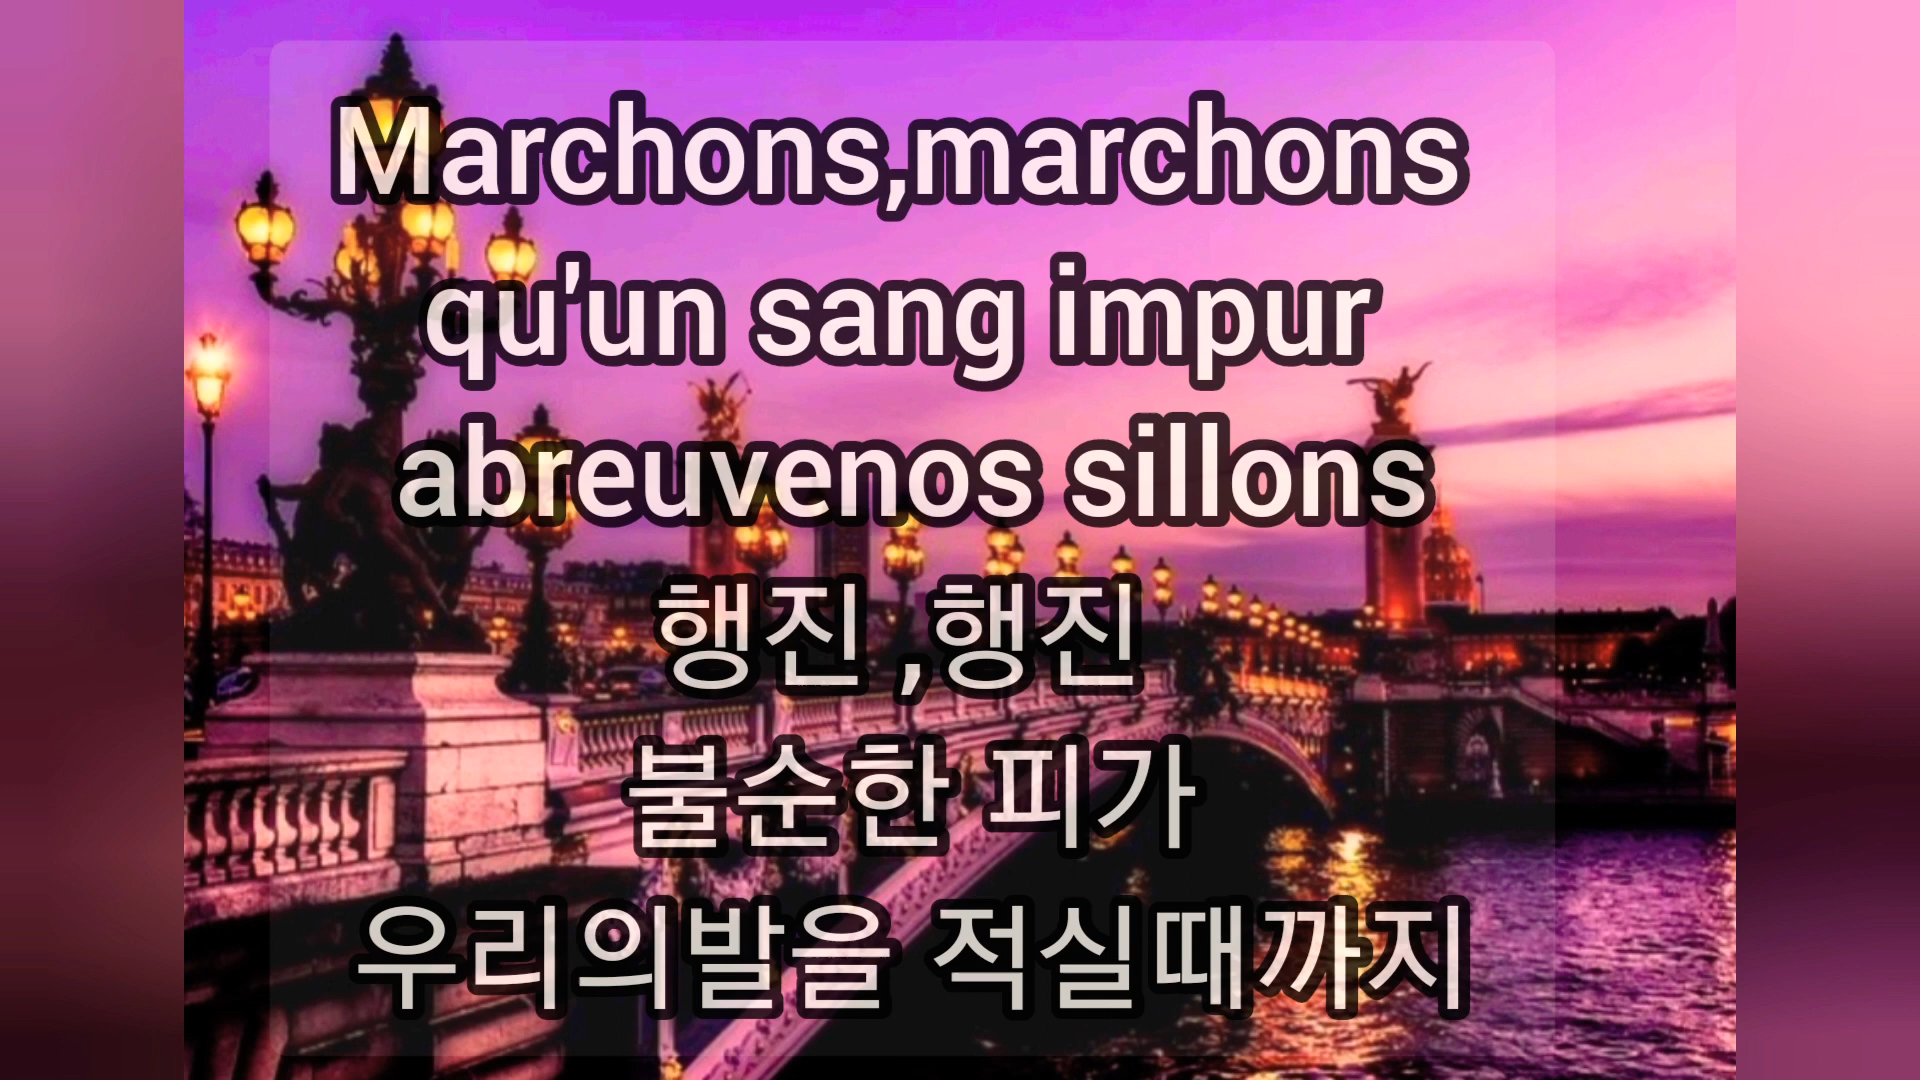 Marchons,marchons
qu'un sang impur
abreuvenos sillons
행진 ,행진
불순한 피가
우리의발을 적실때까지